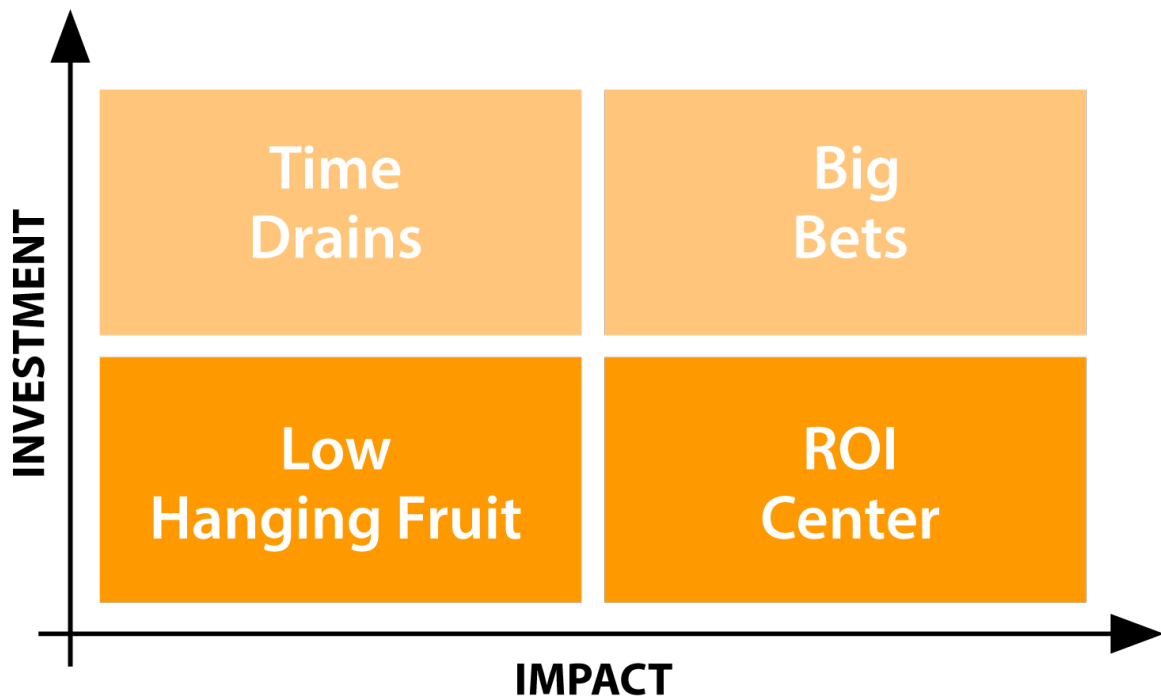 Time
Drains
Big
Bets
INVESTMENT
Low
Hanging Fruit
ROI
Center
IMPACT